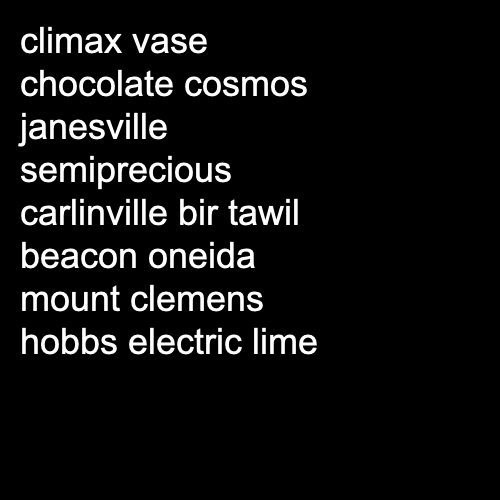 climax vase
chocolate cosmos
janesville
semiprecious
carlinville bir tawil
beacon oneida
mount clemens
hobbs electric lime